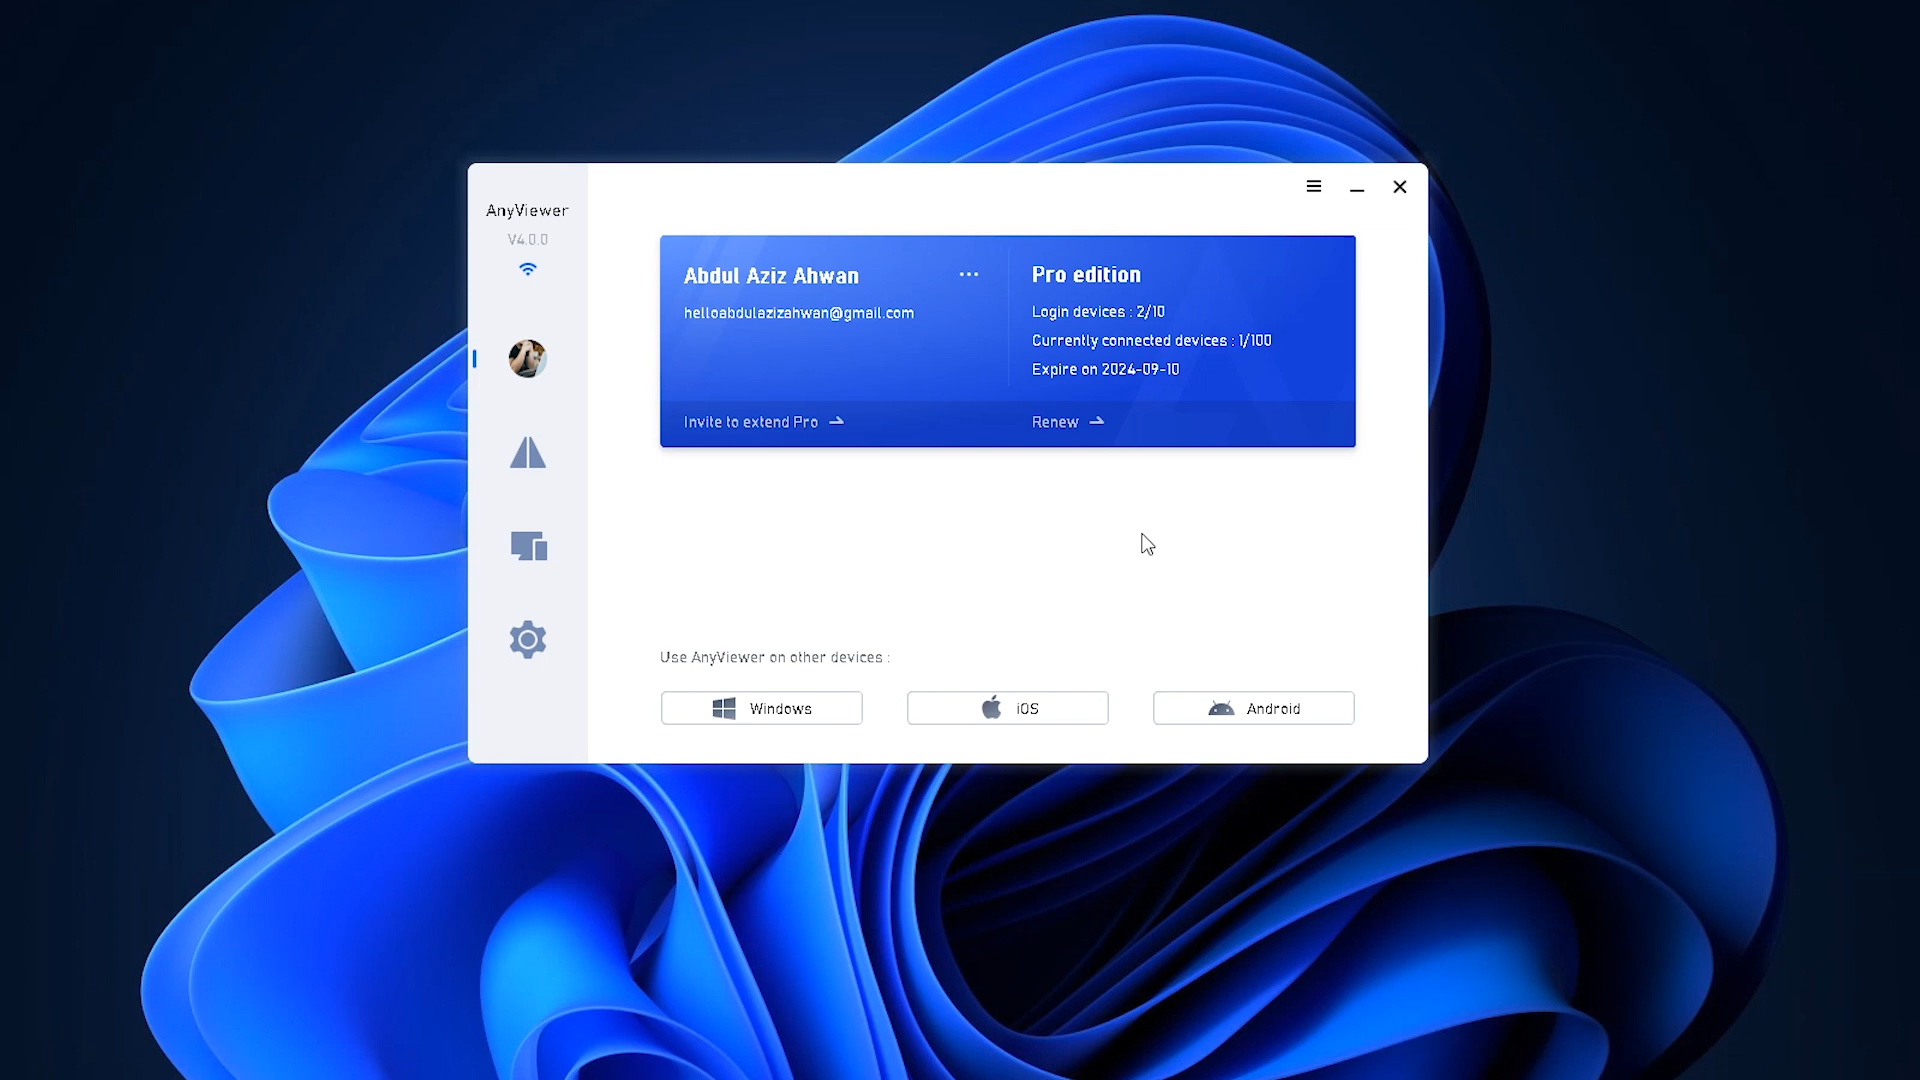 AnyViewer
V4.0.0
Abdul Aziz Ahwan
helloabdulazizahwan@gmail.com
Invite to extend Pro
Pro edition
Login devices : 2/10
Currently connected devices : 1/100
Expire on 2024-09-10
Renew
Use AnyViewer on other devices :
Windows
iOS
Android